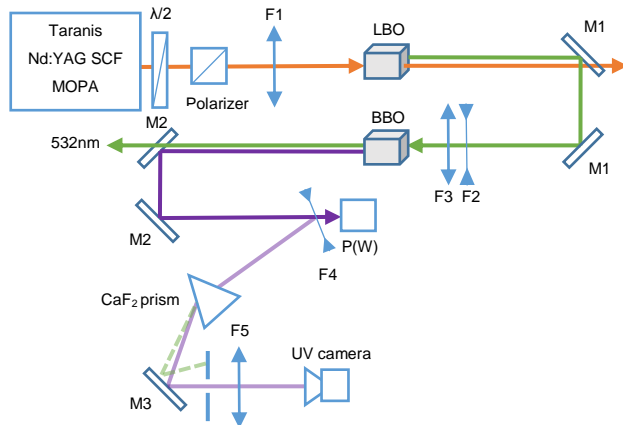 Taranis
Nd:YAG SCF
MOPA
λ/2
Polarizer
F1
LBO
M1
M2
532nm
BBO
M1
F3
F2
M2
P(W)
F4
CaF2 prism
F5
UV camera
M3